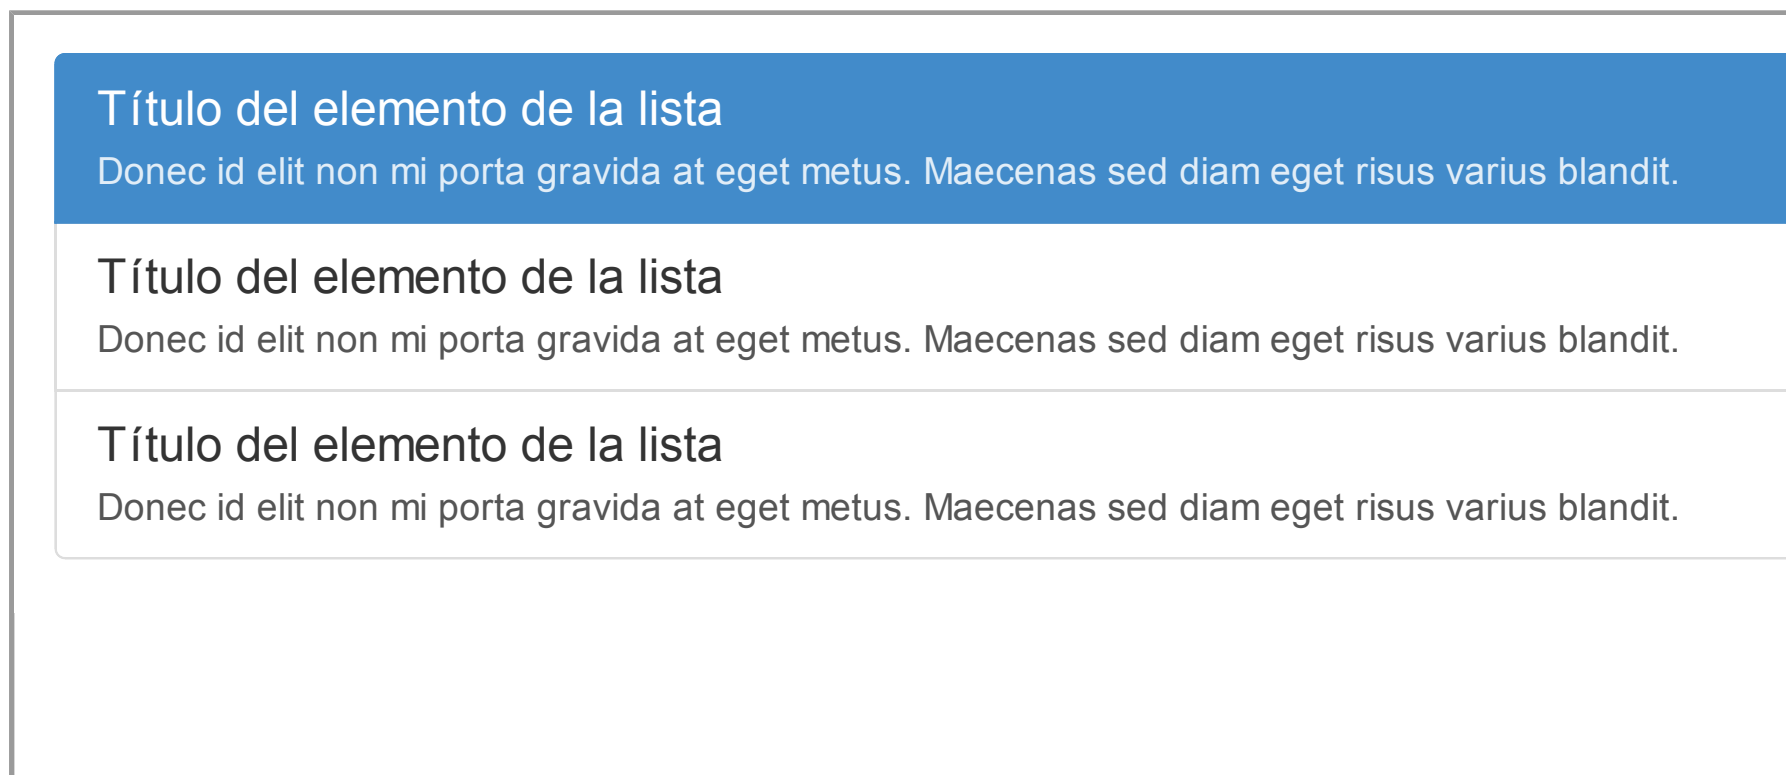 Título del elemento de la lista
Donec id elit non mi porta gravida at eget metus. Maecenas sed diam eget risus varius blandit.
Título del elemento de la lista
Donec id elit non mi porta gravida at eget metus. Maecenas sed diam eget risus varius blandit.
Título del elemento de la lista
Donec id elit non mi porta gravida at eget metus. Maecenas sed diam eget risus varius blandit.